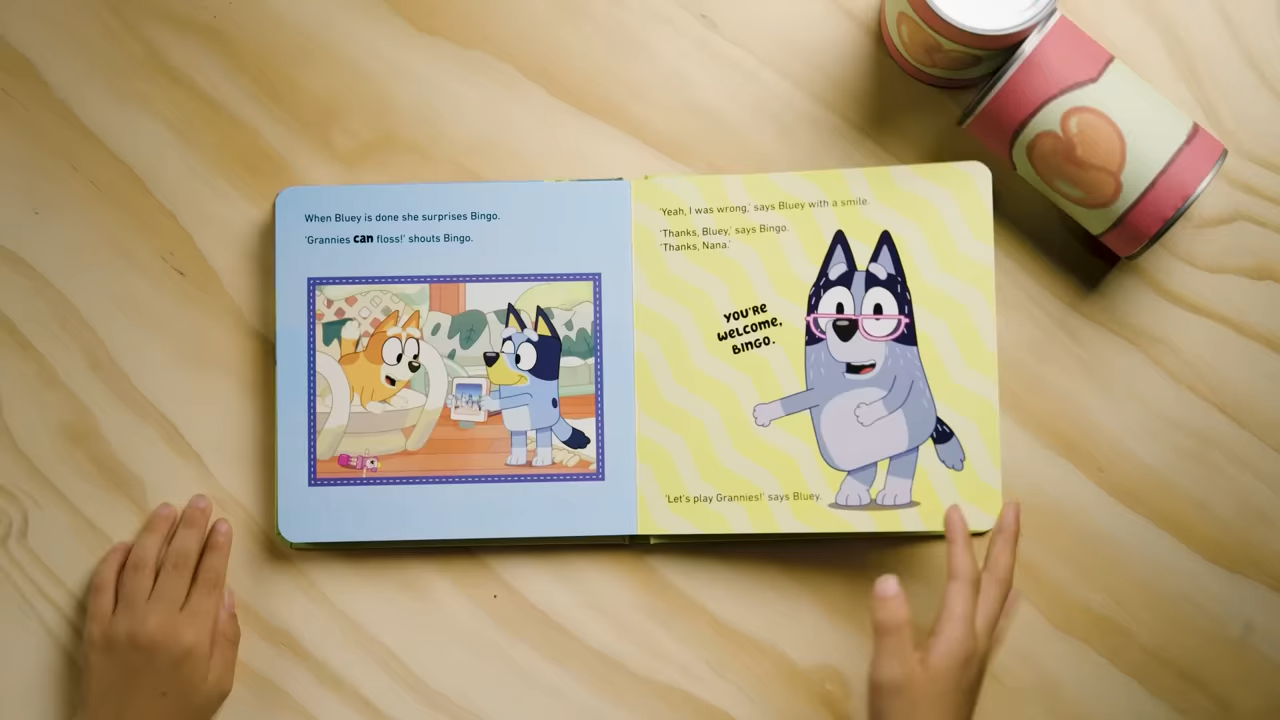 When Bluey is done she surprises Bingo.
‘Grannies can floss!’ shouts Bingo.
‘Yeah, I was wrong,’ says Bluey with a smile.
‘Thanks, Bluey,’ says Bingo.
‘Thanks, Nana.’
YOU'RE
WELCOME,
BINGO.
‘Let's play Grannies!’ says Bluey.